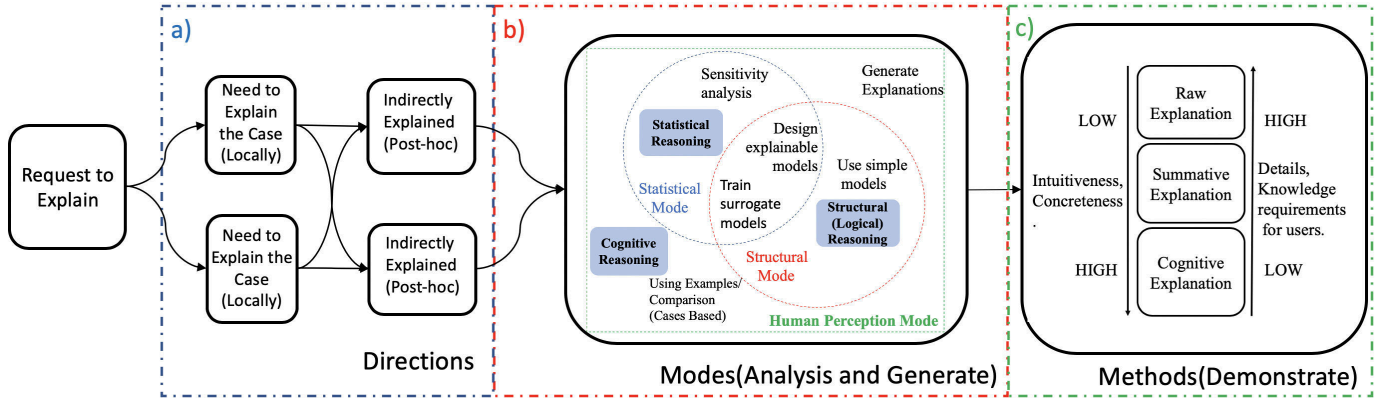 Request to
Explain
a)
Need to
Explain
the Case
(Locally)
Need to
Explain the
Case
(Locally)
Indirectly
Explained
(Post-hoc)
Indirectly
Explained
(Post-hoc)
Directions
b)
Sensitivity
analysis
Generate
Explanations
Statistical
Reasoning
Design
explainable
models
Use simple
models
Statistical
Mode
Train
surrogate
models
Structural
(Logical)
Reasoning
Cognitive
Reasoning
Structural
Mode
Using Examples/
Comparison
(Cases Based)
Human Perception Mode
Modes(Analysis and Generate)
c)
LOW
Intuitiveness,
Concreteness
.
HIGH
Raw
Explanation
Summative
Explanation
Cognitive
Explanation
HIGH
Details,
Knowledge
requirements
for users.
LOW
Methods(Demonstrate)